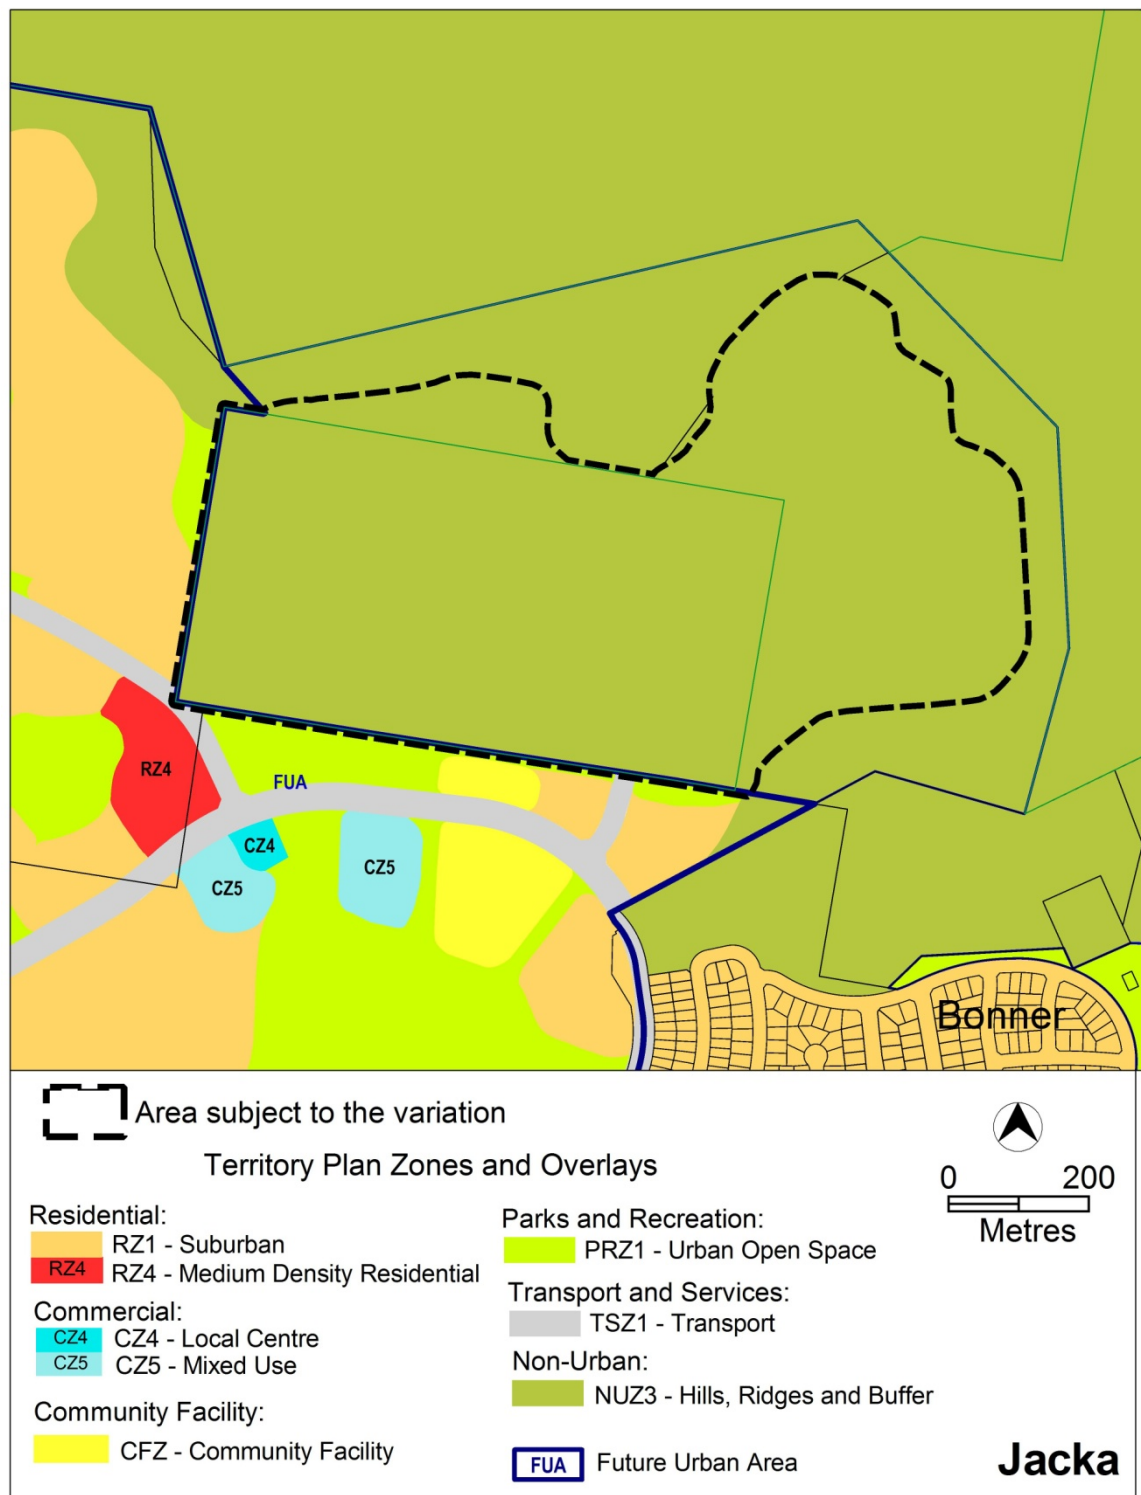 RZ4
FUA
CZ4
CZ5
CZ5
Bonner
Area subject to the variation
Territory Plan Zones and Overlays
0 200
Metres
Residential:
RZ1 - Suburban
RZ4 RZ4 - Medium Density Residential
Commercial:
CZ4 CZ4 - Local Centre
CZ5 CZ5 - Mixed Use
Community Facility:
CFZ - Community Facility
Parks and Recreation:
PRZ1 - Urban Open Space
Transport and Services:
TSZ1 - Transport
Non-Urban:
NUZ3 - Hills, Ridges and Buffer
FUA Future Urban Area
Jacka